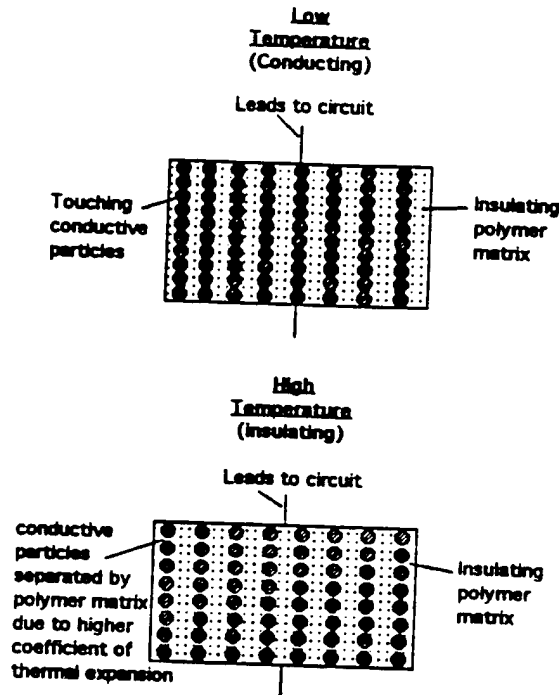 Low
Temperature
(Conducting)
Leads to circuit
Touching
conductive
particles
Insulating
polymer
matrix
High
Temperature
(Insulating)
Leads to circuit
conductive
particles
separated by
polymer matrix
due to higher
coefficient of
thermal expansion
Insulating
polymer
matrix